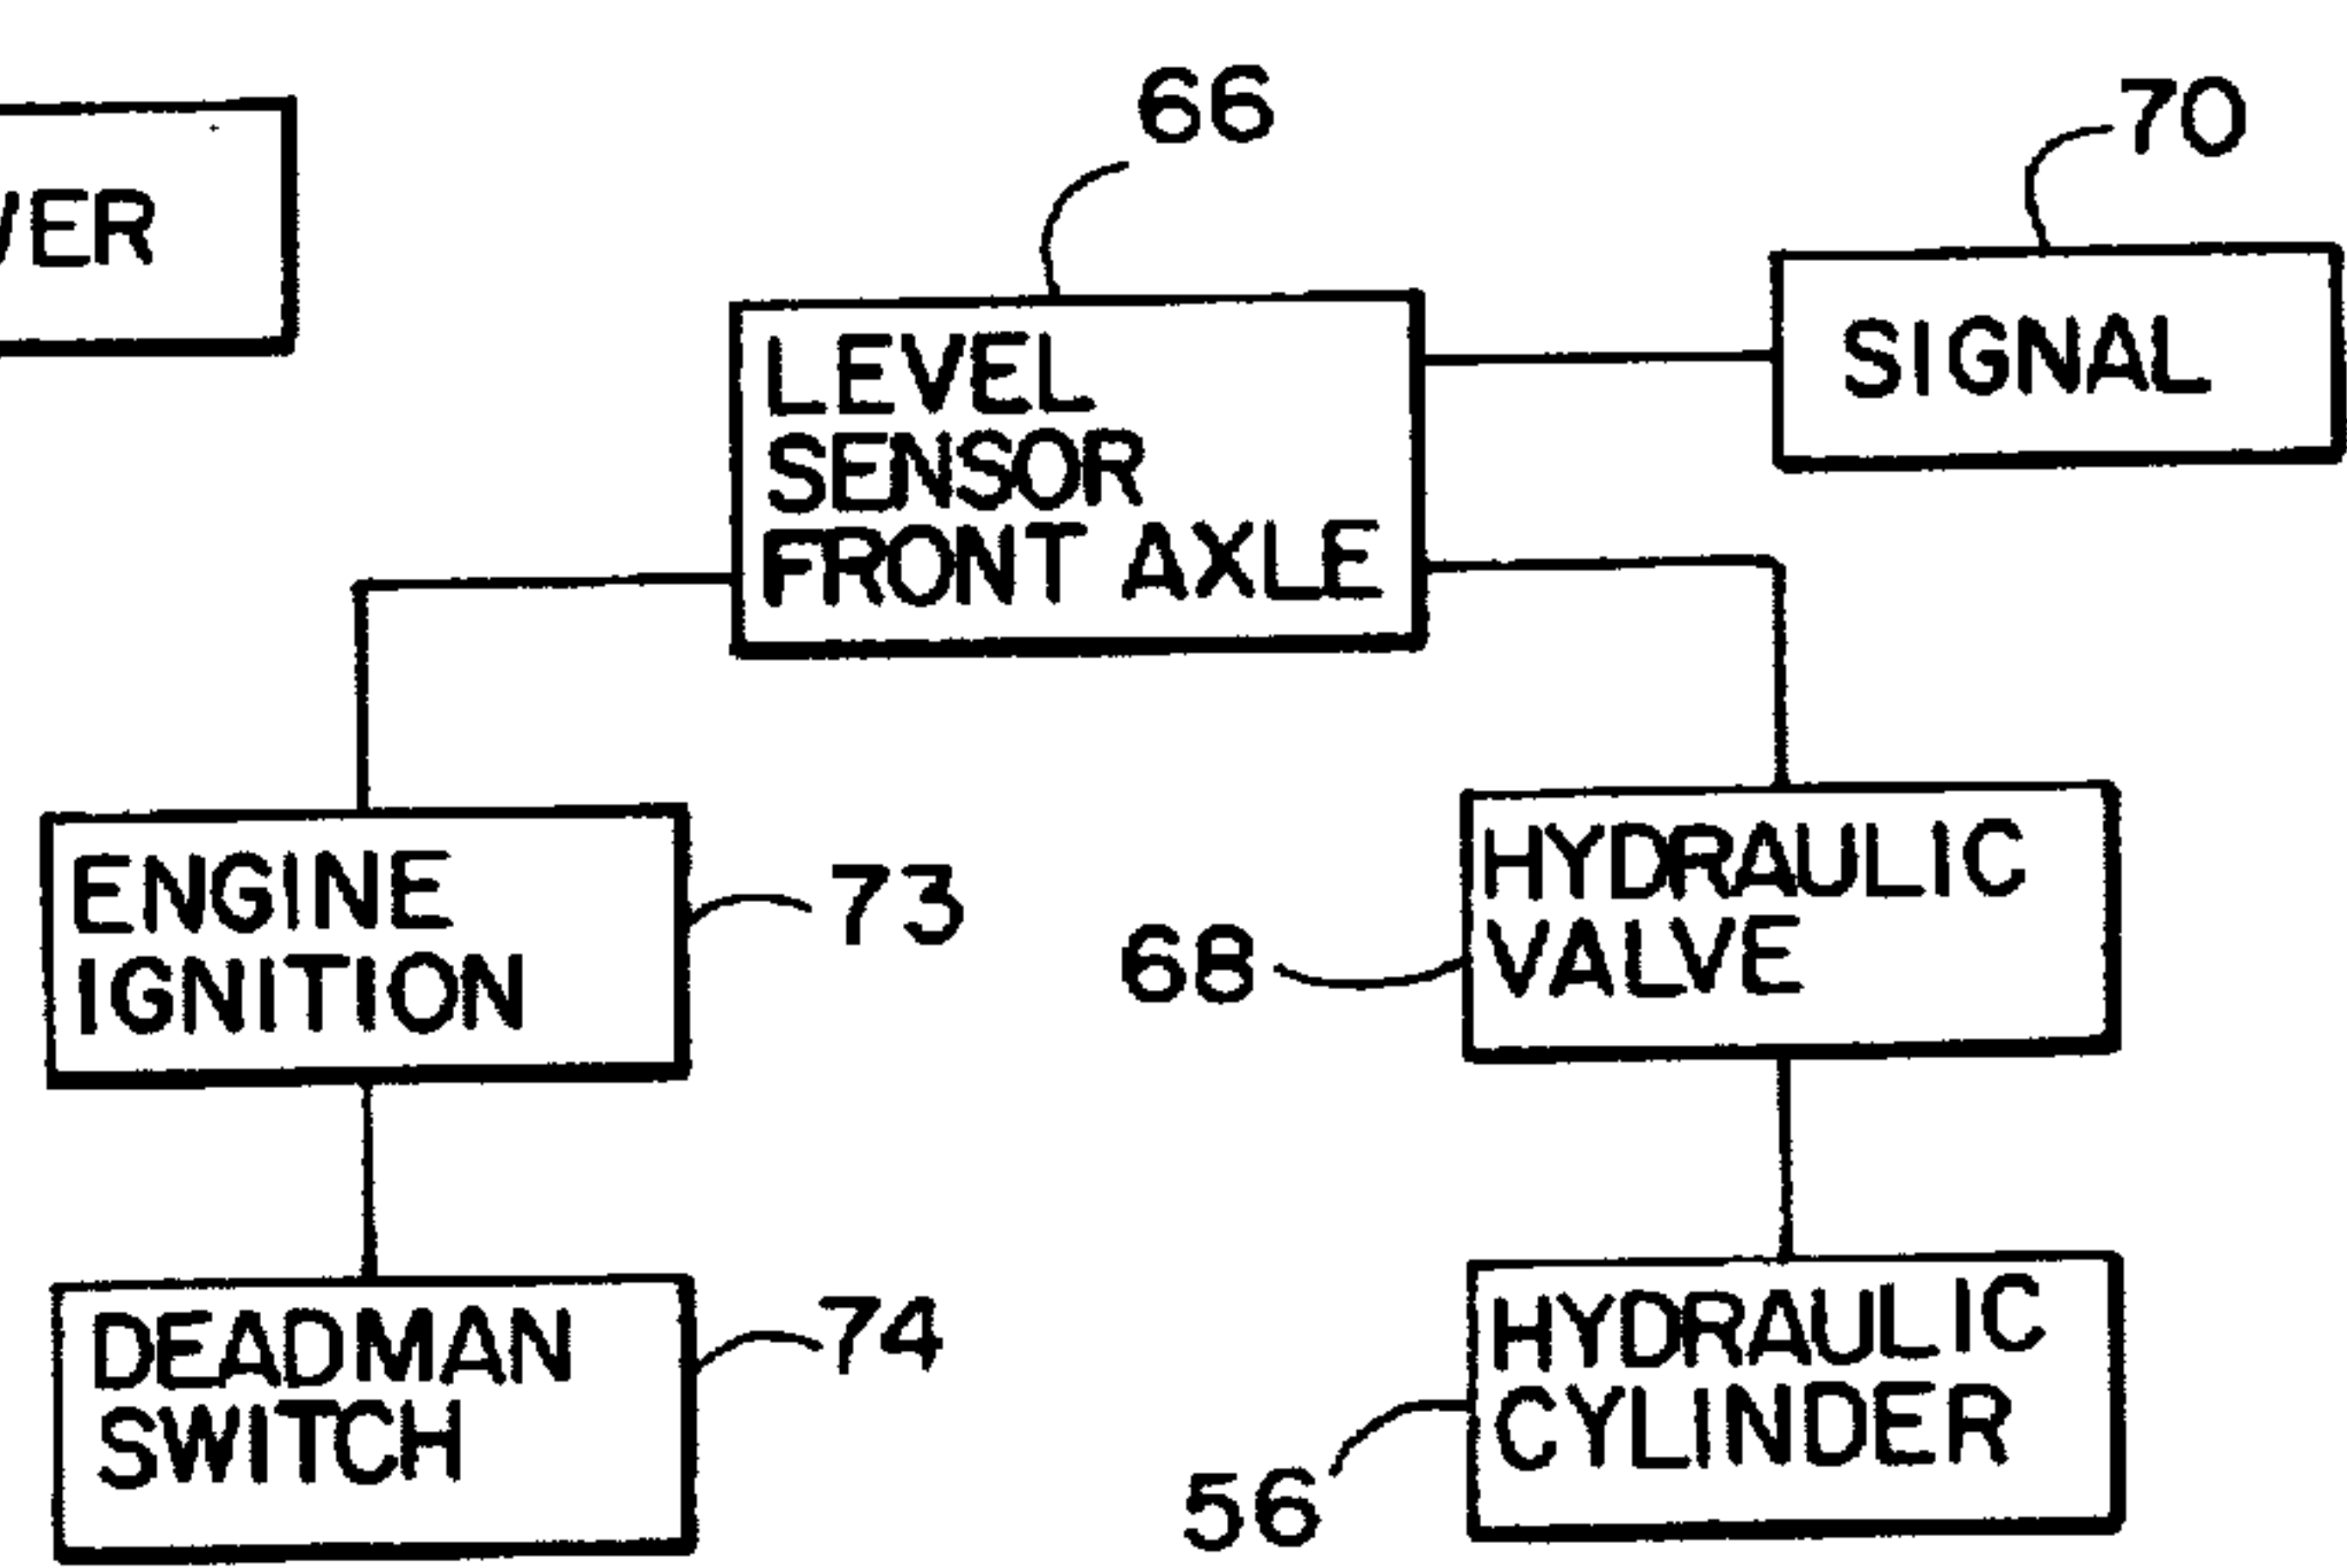 66
70
VER
SIGNAL
LEVEL
SENSOR
FRONT AXLE
ENGINE
IGNITION
73
HYDRAULIC
VALVE
68
DEADMAN
SWITCH
74
HYDRAULIC
CYLINDER
56